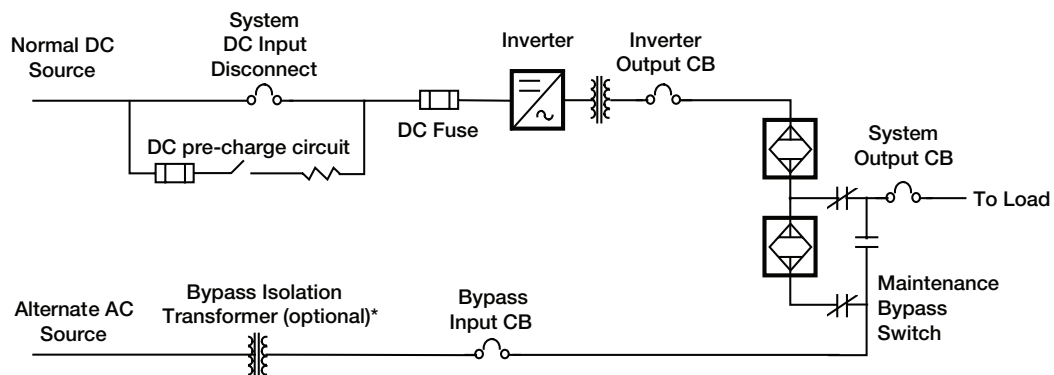 System
DC Input
Disconnect
Normal DC
Source
Inverter
Inverter
Output CB
DC Fuse
DC pre-charge circuit
System
Output CB
To Load
Maintenance
Bypass
Switch
Alternate AC
Source
Bypass Isolation
Transformer (optional)*
Bypass
Input CB